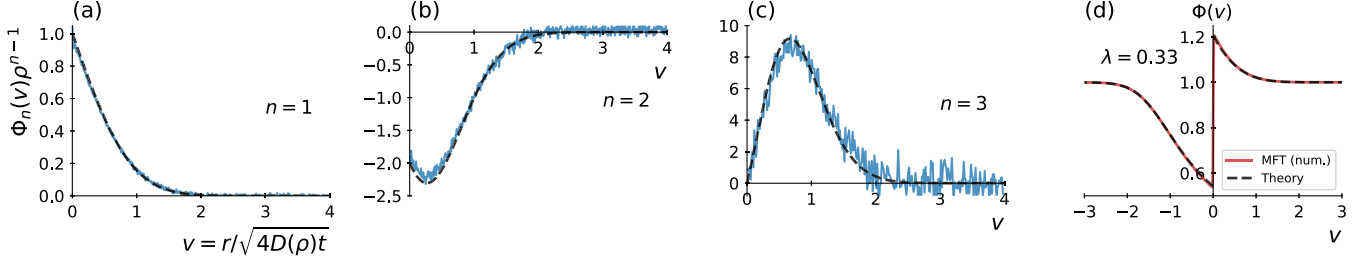 (a)
Φ_n(v)ρ^{n−1}
1.0
0.8
0.6
0.4
0.2
0.0
n = 1
0 1 2 3 4
v = r/√4D(ρ)t
(b)
0.0
−0.5
−1.0
−1.5
−2.0
−2.5
0 1 2 3 4
v
n = 2
(c)
10
8
6
4
2
0
n = 3
0 1 2 3 4
v
(d)
Φ(v)
1.2
1.0
0.8
0.6
λ = 0.33
MFT (num.)
Theory
−3 −2 −1 0 1 2 3
v